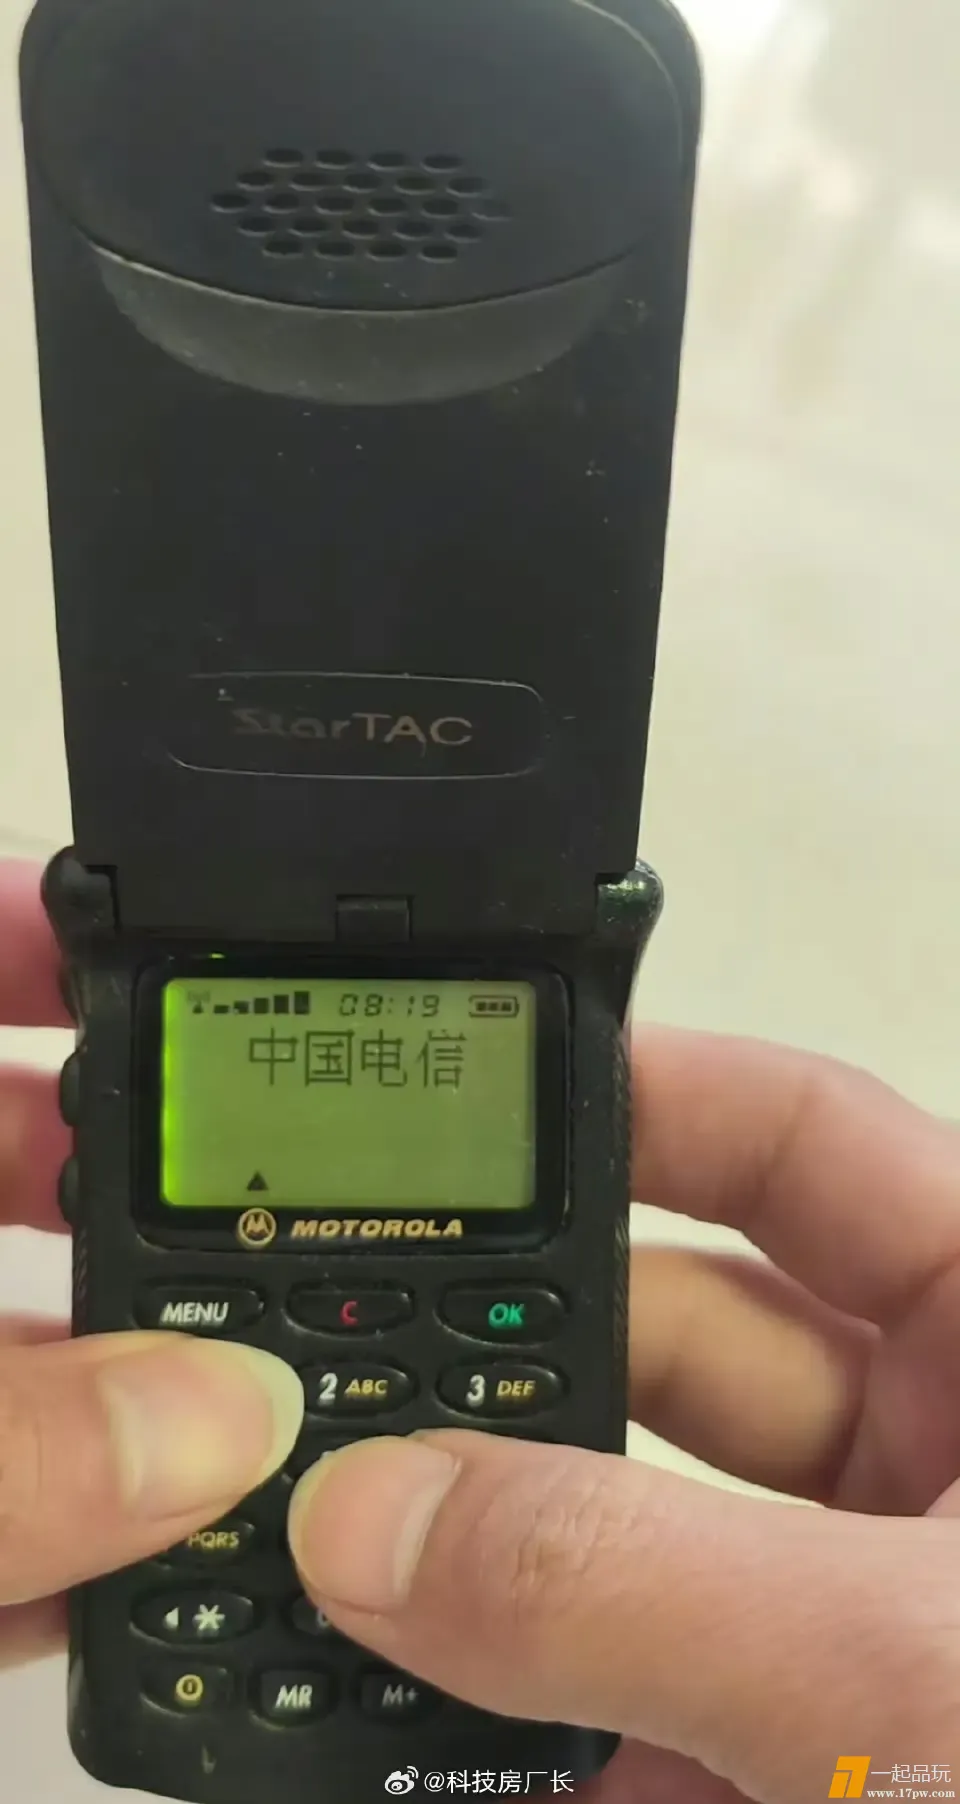 StarTAC
08:19
中国电信
MOTOROLA
MENU C OK
2 ABC 3 DEF
PQRS
MR M+
@科技房厂长
一起品玩
www.17pw.com